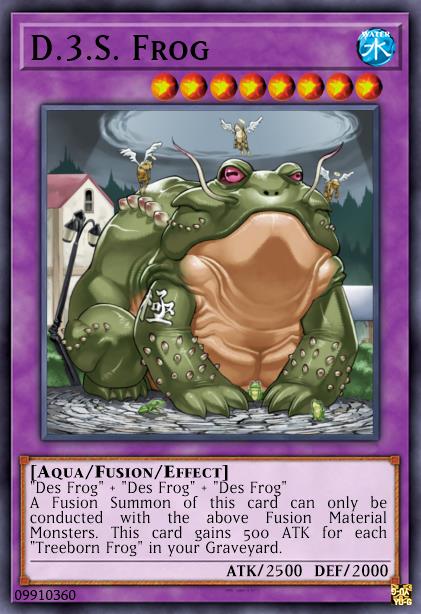 D.3.S. FROG
WATER
水
極
[AQUA/FUSION/EFFECT]
"Des Frog" + "Des Frog" + "Des Frog"
A Fusion Summon of this card can only be
conducted with the above Fusion Material
Monsters. This card gains 500 ATK for each
"Treeborn Frog" in your Graveyard.
ATK/2500 DEF/2000
09910360